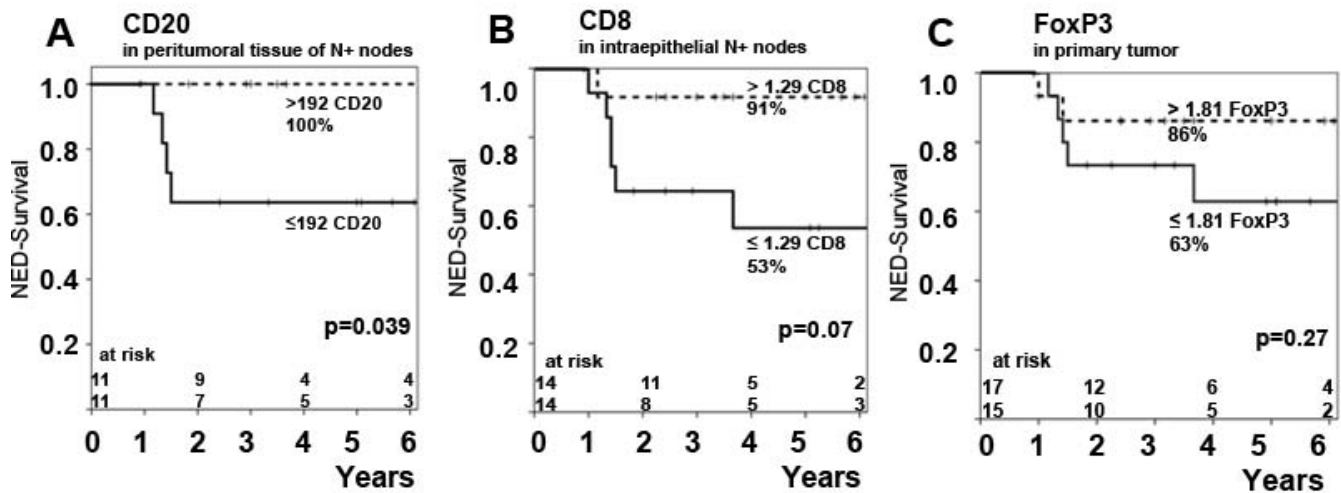 A
CD20
in peritumoral tissue of N+ nodes
NED-Survival
1.0
0.8
0.6
0.4
0.2
>192 CD20
100%
≤192 CD20
p=0.039
at risk
11 9 4 4
11 7 5 3
0 1 2 3 4 5 6
Years
B
CD8
in intraepithelial N+ nodes
NED-Survival
1.0
0.8
0.6
0.4
0.2
> 1.29 CD8
91%
≤ 1.29 CD8
53%
p=0.07
at risk
14 11 5 2
14 8 5 3
0 1 2 3 4 5 6
Years
C
FoxP3
in primary tumor
NED-Survival
1.0
0.8
0.6
0.4
0.2
> 1.81 FoxP3
86%
≤ 1.81 FoxP3
63%
p=0.27
at risk
17 12 6 4
15 10 5 2
0 1 2 3 4 5 6
Years